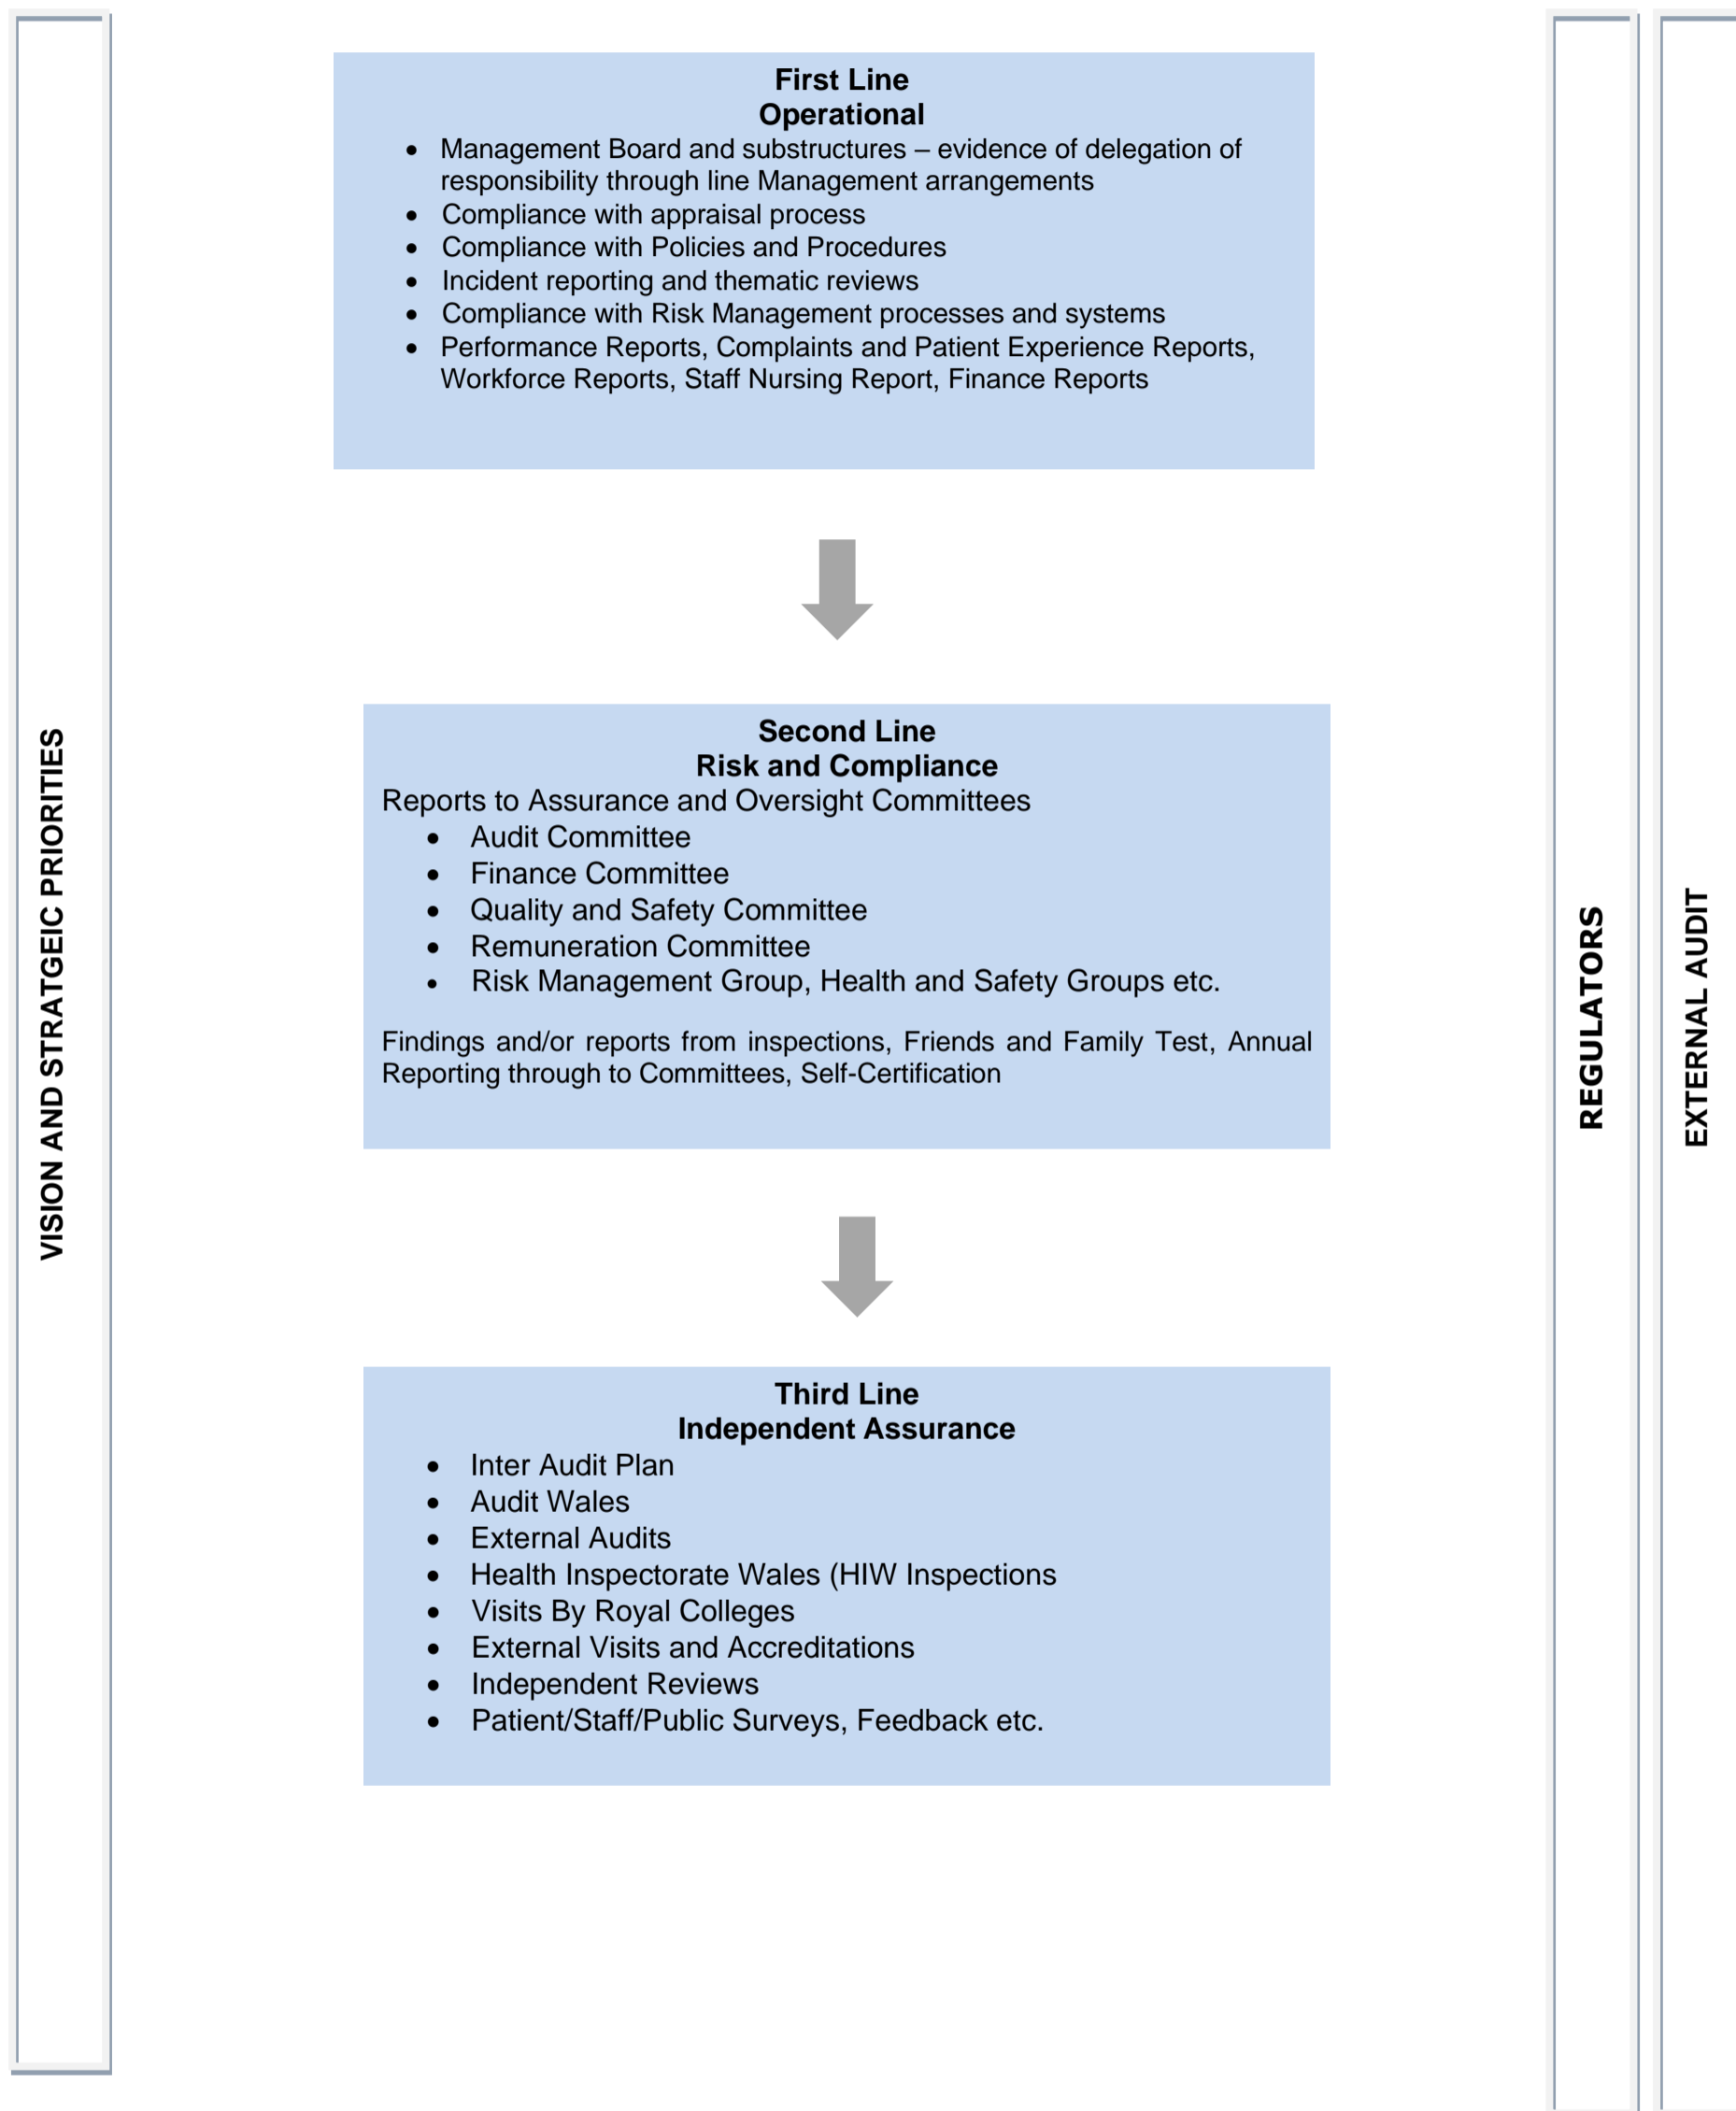 VISION AND STRATGEIC PRIORITIES
First Line
Operational
• Management Board and substructures – evidence of delegation of
responsibility through line Management arrangements
• Compliance with appraisal process
• Compliance with Policies and Procedures
• Incident reporting and thematic reviews
• Compliance with Risk Management processes and systems
• Performance Reports, Complaints and Patient Experience Reports,
Workforce Reports, Staff Nursing Report, Finance Reports
Second Line
Risk and Compliance
Reports to Assurance and Oversight Committees
• Audit Committee
• Finance Committee
• Quality and Safety Committee
• Remuneration Committee
• Risk Management Group, Health and Safety Groups etc.
Findings and/or reports from inspections, Friends and Family Test, Annual
Reporting through to Committees, Self-Certification
Third Line
Independent Assurance
• Inter Audit Plan
• Audit Wales
• External Audits
• Health Inspectorate Wales (HIW Inspections
• Visits By Royal Colleges
• External Visits and Accreditations
• Independent Reviews
• Patient/Staff/Public Surveys, Feedback etc.
REGULATORS
EXTERNAL AUDIT